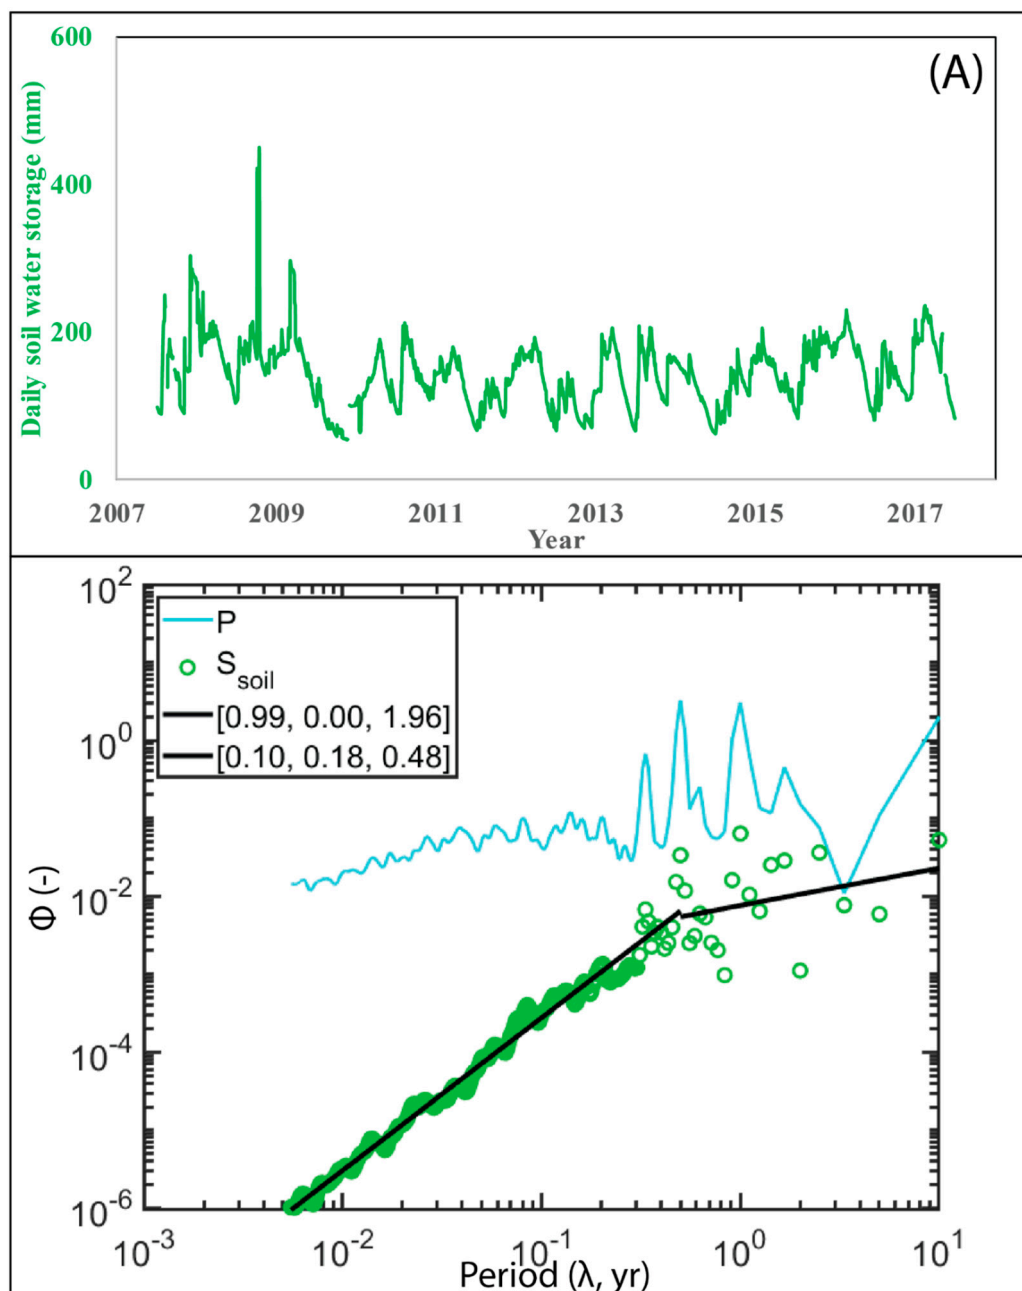 (A)
Daily soil water storage (mm)
600
400
200
0
2007 2009 2011 2013 2015 2017
Year
Φ (-)
10^2
10^0
10^-2
10^-4
10^-6
P
S_soil
[0.99, 0.00, 1.96]
[0.10, 0.18, 0.48]
10^-3 10^-2 10^-1 10^0 10^1
Period (λ, yr)